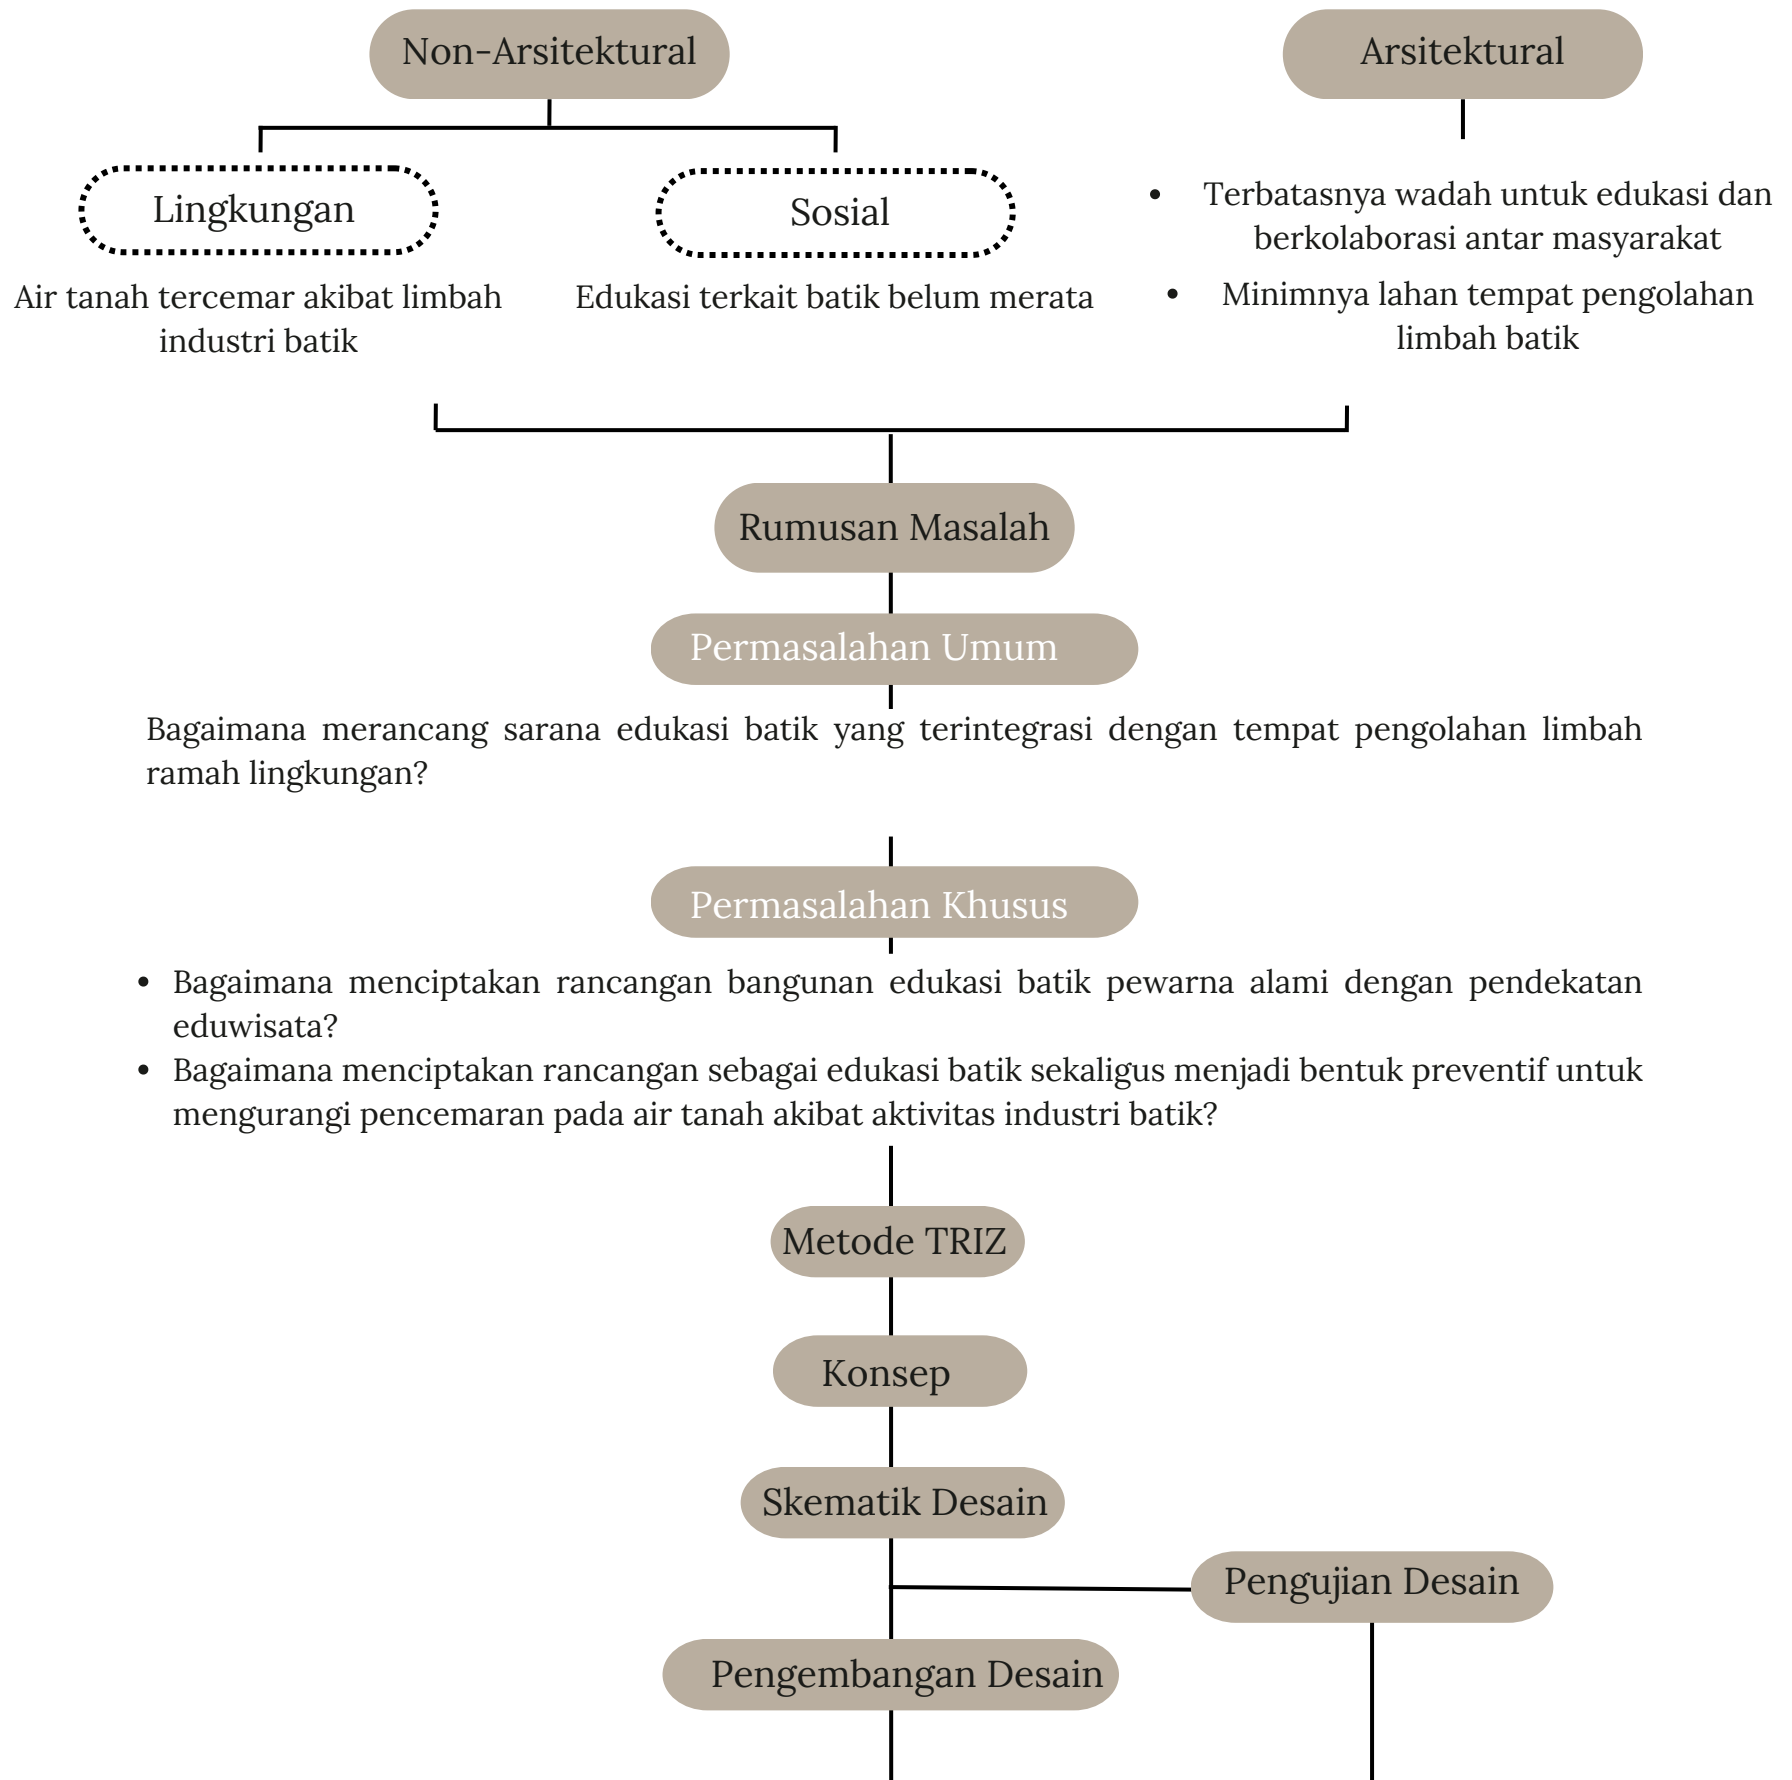 Non-Arsitektural
Arsitektural
Lingkungan
Air tanah tercemar akibat limbah
industri batik
Sosial
Edukasi terkait batik belum merata
• Terbatasnya wadah untuk edukasi dan
berkolaborasi antar masyarakat
• Minimnya lahan tempat pengolahan
limbah batik
Rumusan Masalah
Permasalahan Umum
Bagaimana merancang sarana edukasi batik yang terintegrasi dengan tempat pengolahan limbah
ramah lingkungan?
Permasalahan Khusus
• Bagaimana menciptakan rancangan bangunan edukasi batik pewarna alami dengan pendekatan
eduwisata?
• Bagaimana menciptakan rancangan sebagai edukasi batik sekaligus menjadi bentuk preventif untuk
mengurangi pencemaran pada air tanah akibat aktivitas industri batik?
Metode TRIZ
Konsep
Skematik Desain
Pengujian Desain
Pengembangan Desain